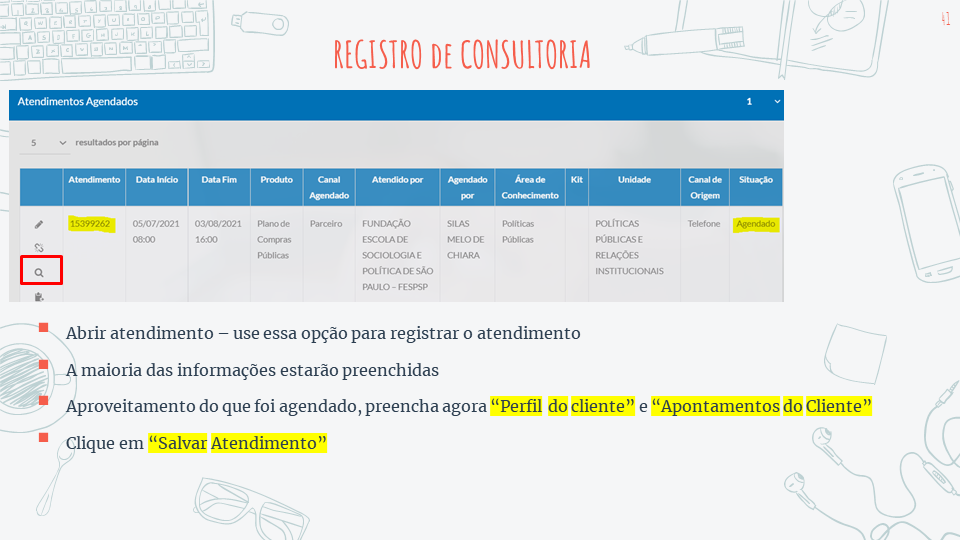 41
REGISTRO DE CONSULTORIA
Atendimentos Agendados 1
5 resultados por página
Atendimento Data Início Data Fim Produto Canal Agendado Atendido por Agendado por Área de Conhecimento Kit Unidade Canal de Origem Situação
15399262 05/07/2021 08:00 03/08/2021 16:00 Plano de Compras Públicas Parceiro FUNDAÇÃO ESCOLA DE SOCIOLOGIA E POLÍTICA DE SÃO PAULO – FESPSP SILAS MELO DE CHIARA Políticas Públicas POLÍTICAS PÚBLICAS E RELAÇÕES INSTITUCIONAIS Telefone Agendado
Abrir atendimento – use essa opção para registrar o atendimento
A maioria das informações estarão preenchidas
Aproveitamento do que foi agendado, preencha agora “Perfil do cliente” e “Apontamentos do Cliente”
Clique em “Salvar Atendimento”